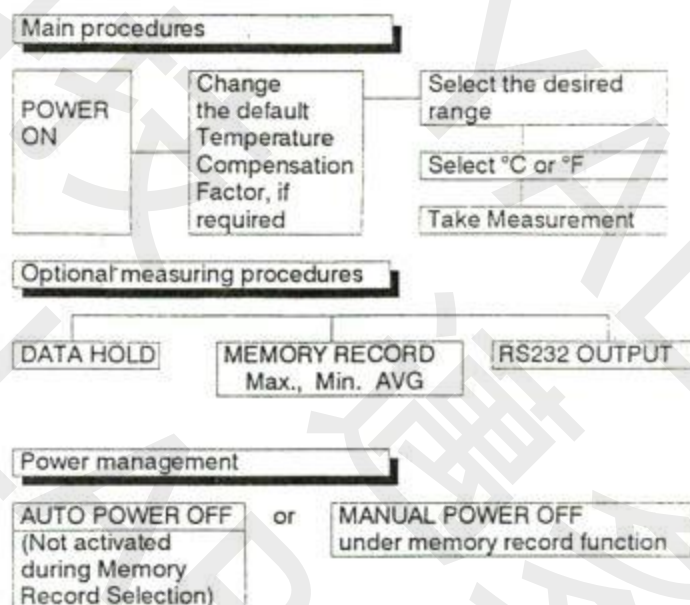 Main procedures
POWER
ON
Change
the default
Temperature
Compensation
Factor, if
required
Select the desired
range
Select °C or °F
Take Measurement
Optional measuring procedures
DATA HOLD
MEMORY RECORD
Max., Min. AVG
RS232 OUTPUT
Power management
AUTO POWER OFF
(Not activated
during Memory
Record Selection)
or
MANUAL POWER OFF
under memory record function